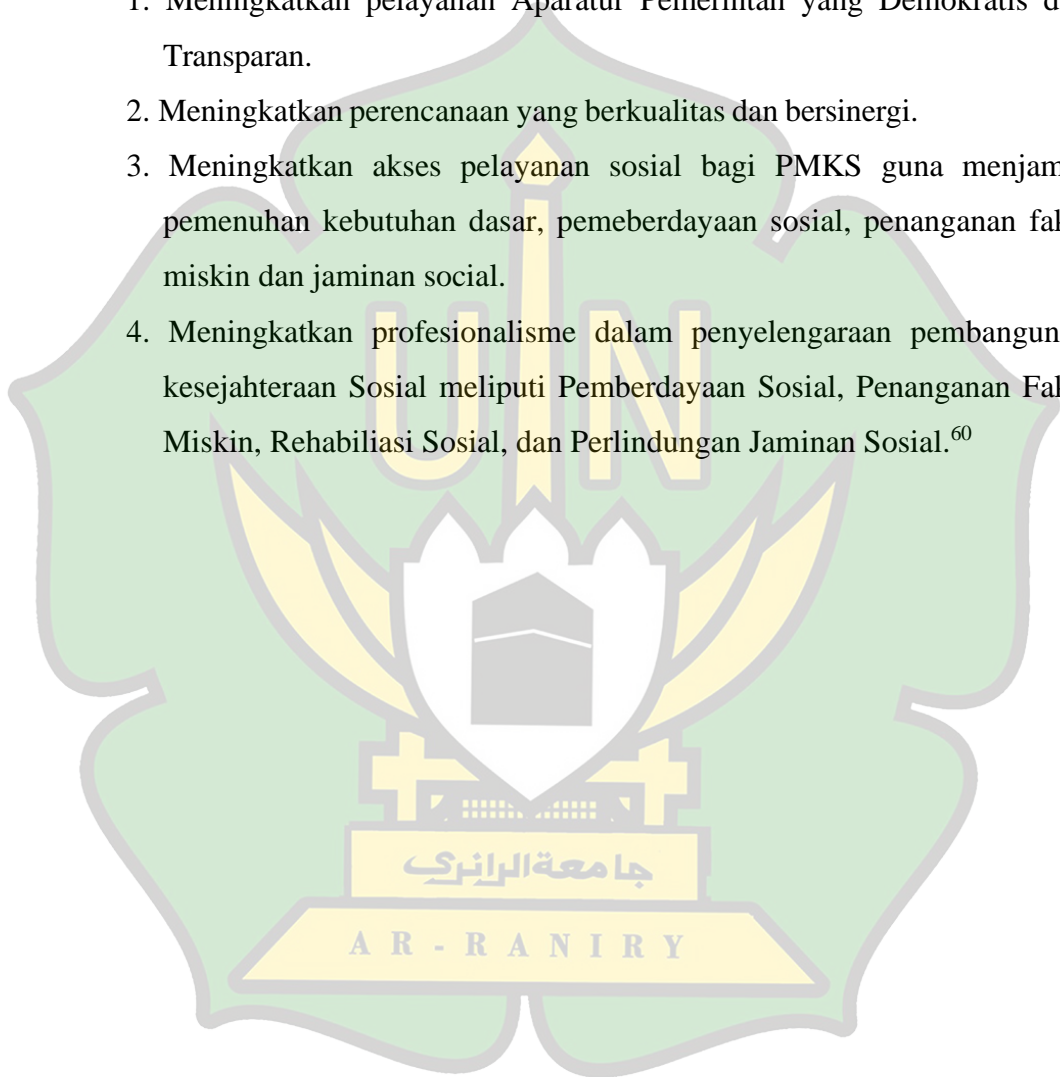 1. Meningkatkan pelayanan Aparatur Pemerintah yang Demokratis
Transparan.
2. Meningkatkan perencanaan yang berkualitas dan bersinergi.
3. Meningkatkan akses pelayanan sosial bagi PMKS guna
pemenuhan kebutuhan dasar, pemeberdayaan sosial, penanganan
miskin dan jaminan social.
4. Meningkatkan profesionalisme dalam penyelengaraan
kesejahteraan Sosial meliputi Pemberdayaan Sosial, Penanganan
Miskin, Rehabiliasi Sosial, dan Perlindungan Jaminan Sosial.60
UIN
جامعة الرانري
AR-RANIRY